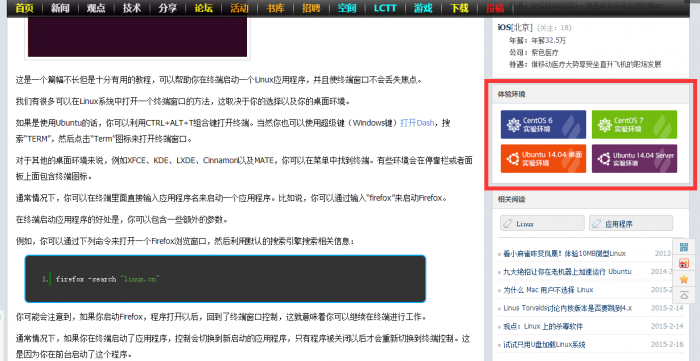 首页 新闻 观点 技术 分享 论坛 活动 书库 招聘 空间 LCTT 游戏 下载 投稿
这是一个篇幅不长但是十分有用的教程，可以帮助你在终端启动一个Linux应用程序，并且使终端窗口不会丢失焦点。
我们有很多可以在Linux系统中打开一个终端窗口的方法，这取决于你的选择以及你的桌面环境。
如果是使用Ubuntu的话，你可以利用CTRL+ALT+T组合键打开终端。当然你也可以使用超级键（Windows键）打开Dash，搜
索"TERM"，然后点击"Term"图标来打开终端窗口。
对于其他的桌面环境来说，例如XFCE、KDE、LXDE、Cinnamon以及MATE，你可以在菜单中找到终端。有些环境会在停靠栏或者面
板上面包含终端图标。
通常情况下，你可以在终端里面直接输入应用程序名来启动一个应用程序。比如说，你可以通过输入"firefox"来启动Firefox。
在终端启动应用程序的好处是，你可以包含一些额外的参数。
例如，你可以通过下列命令来打开一个Firefox浏览窗口，然后利用默认的搜索引擎搜索相关信息：
1. firefox -search "linux.cn"
你可能会注意到，如果你启动Firefox，程序打开以后，回到了终端窗口控制，这就意味着你可以继续在终端进行工作。
通常情况下，如果你在终端启动了应用程序，控制会切换到新启动的应用程序，只有程序被关闭以后才会重新切换到终端控制。这
是因为你在前台启动了这个程序。
iOS[北京] (关注：18)
年薪：年薪32.5万
公司：紫色医疗
待遇：借移动医疗大势享受坐直升飞机的职场发展
体验环境
CentOS 6
实验环境
CentOS 7
实验环境
Ubuntu 14.04 桌面
实验环境
Ubuntu 14.04 Server
实验环境
相关阅读
Linux 应用程序
看小麻雀咋变凤凰！体验10MB微型Linux 2012-
九大绝招让你在老机器上加速运行 Ubuntu 2014-3
为什么 Mac 用户不选择 Linux
Linus Torvalds讨论内核版本是否要跳到4.x 2015-2-14
观点：Linux 上的杀毒软件 2015-2-14
试试只用U盘加载Linux系统 2015-2-16